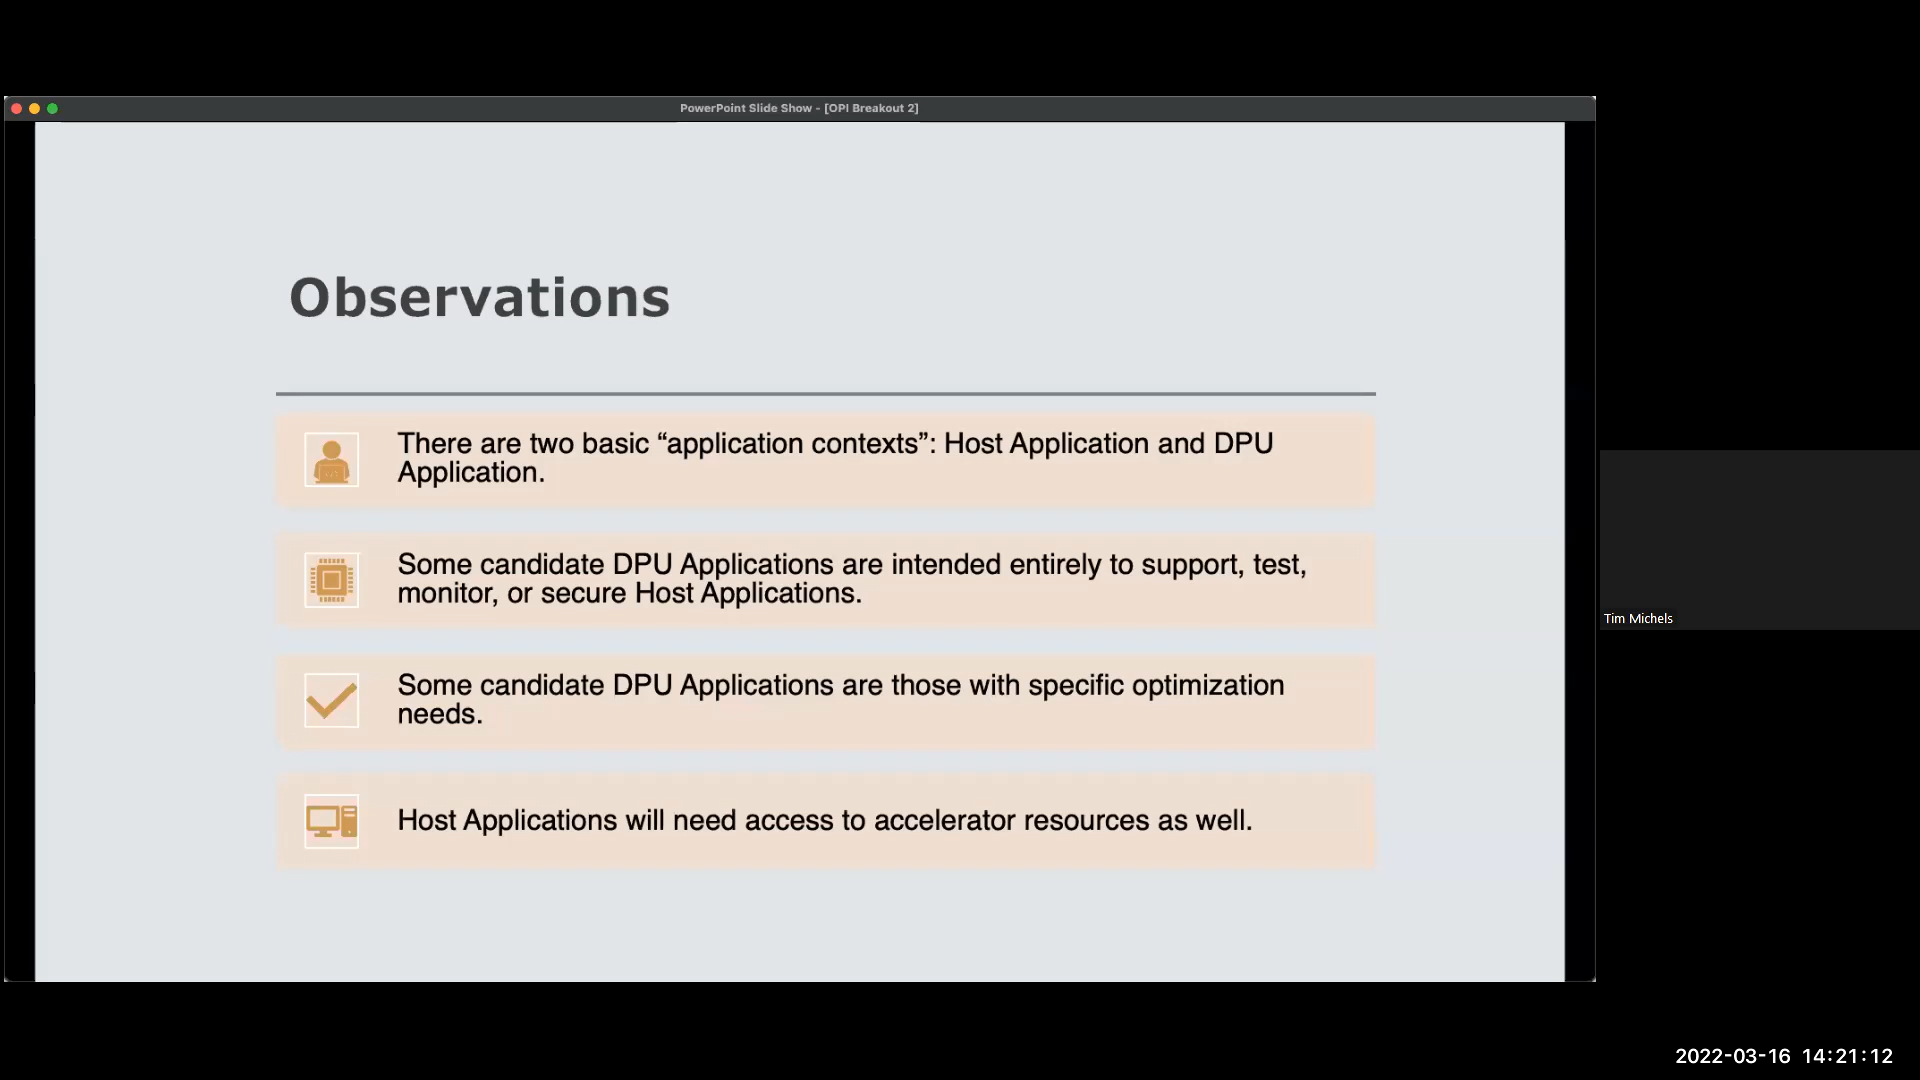 PowerPoint Slide Show - [OPI Breakout 2]
Observations
There are two basic “application contexts”: Host Application and DPU
Application.
Some candidate DPU Applications are intended entirely to support, test,
monitor, or secure Host Applications.
Some candidate DPU Applications are those with specific optimization
needs.
Host Applications will need access to accelerator resources as well.
Tim Michels
2022-03-16 14:21:12